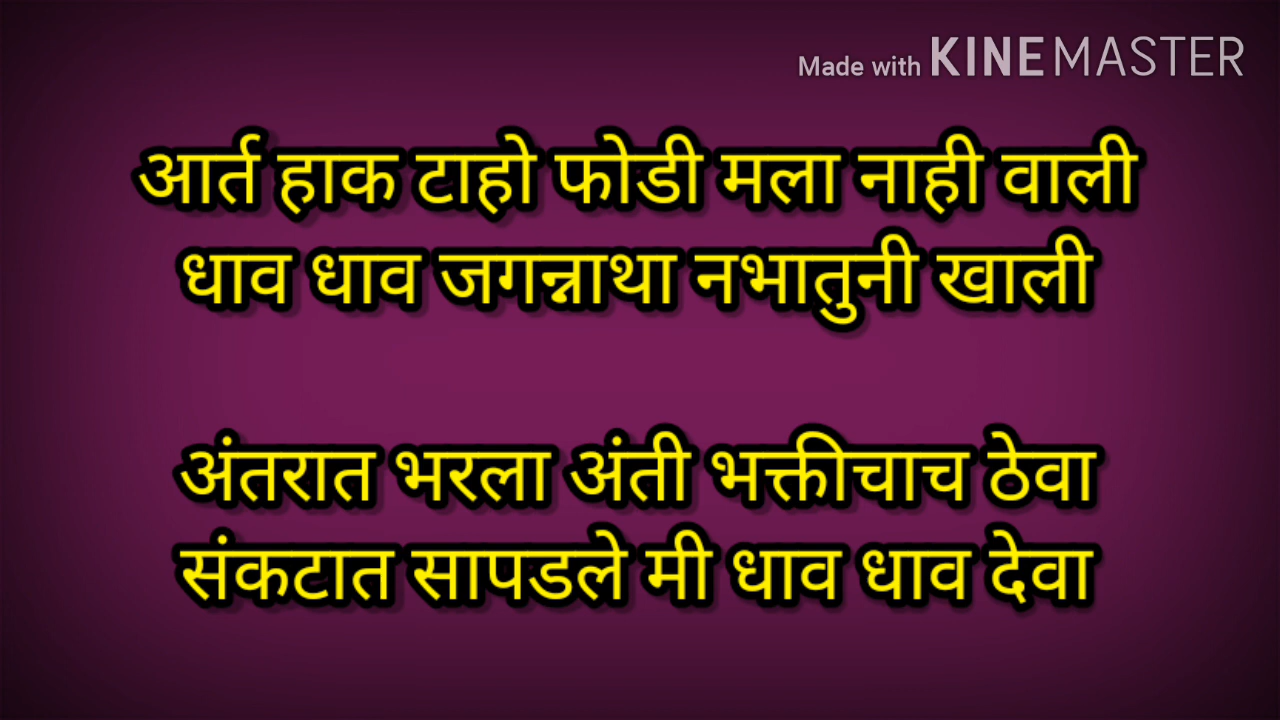 Made with KINEMASTER
आर्त हाक टाहो फोडी मला नाही वाली
धाव धाव जगन्नाथा नभातुनी खाली
अंतरात भरला अंती भक्तीचाच ठेवा
संकटात सापडले मी धाव धाव देवा